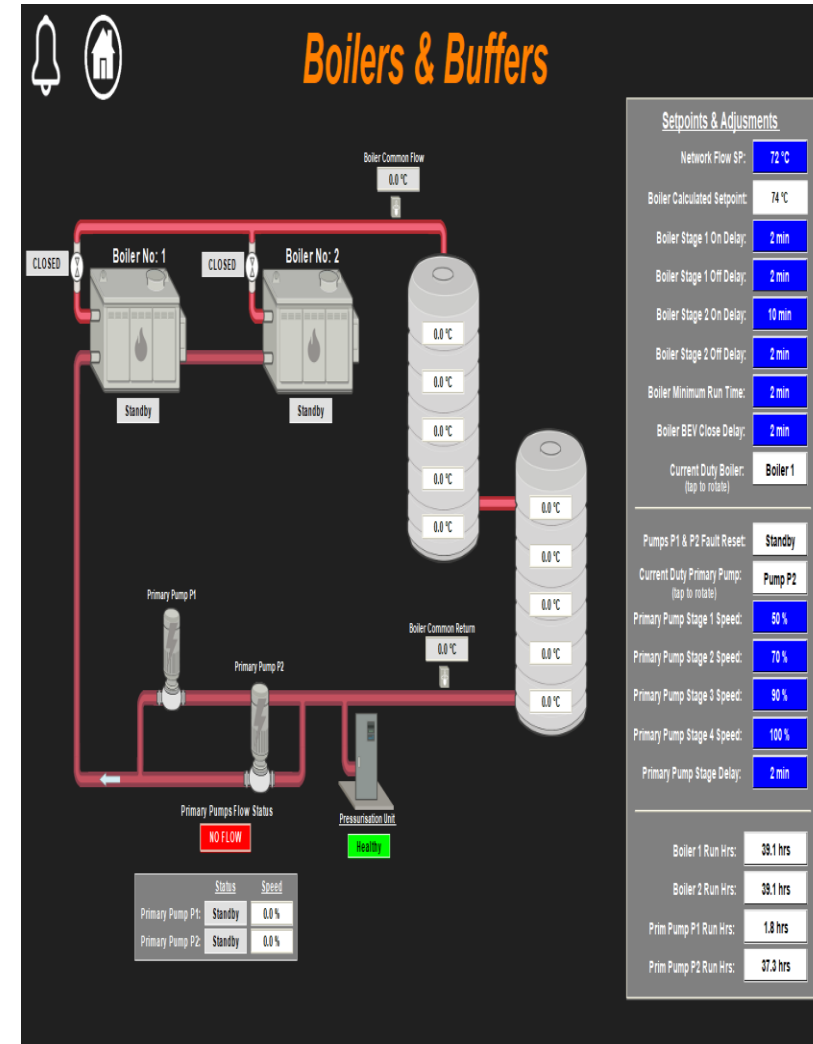 Boilers & Buffers
Boiler Common Flow
0.0 °C
CLOSED
Boiler No: 1
CLOSED
Boiler No: 2
Standby
Standby
0.0 °C
0.0 °C
0.0 °C
0.0 °C
0.0 °C
0.0 °C
0.0 °C
0.0 °C
0.0 °C
0.0 °C
Boiler Common Return
0.0 °C
Primary Pump P1
Primary Pump P2
Primary Pumps Flow Status
NO FLOW
Pressurisation Unit
Healthy
Status Speed
Primary Pump P1: Standby 0.0 %
Primary Pump P2: Standby 0.0 %
Setpoints & Adjusments
Network Flow SP: 72 °C
Boiler Calculated Setpoint: 74 °C
Boiler Stage 1 On Delay: 2 min
Boiler Stage 1 Off Delay: 2 min
Boiler Stage 2 On Delay: 10 min
Boiler Stage 2 Off Delay: 2 min
Boiler Minimum Run Time: 2 min
Boiler BEV Close Delay: 2 min
Current Duty Boiler: Boiler 1
(tap to rotate)
Pumps P1 & P2 Fault Reset: Standby
Current Duty Primary Pump: Pump P2
(tap to rotate)
Primary Pump Stage 1 Speed: 50 %
Primary Pump Stage 2 Speed: 70 %
Primary Pump Stage 3 Speed: 90 %
Primary Pump Stage 4 Speed: 100 %
Primary Pump Stage Delay: 2 min
Boiler 1 Run Hrs: 39.1 hrs
Boiler 2 Run Hrs: 39.1 hrs
Prim Pump P1 Run Hrs: 1.8 hrs
Prim Pump P2 Run Hrs: 37.3 hrs